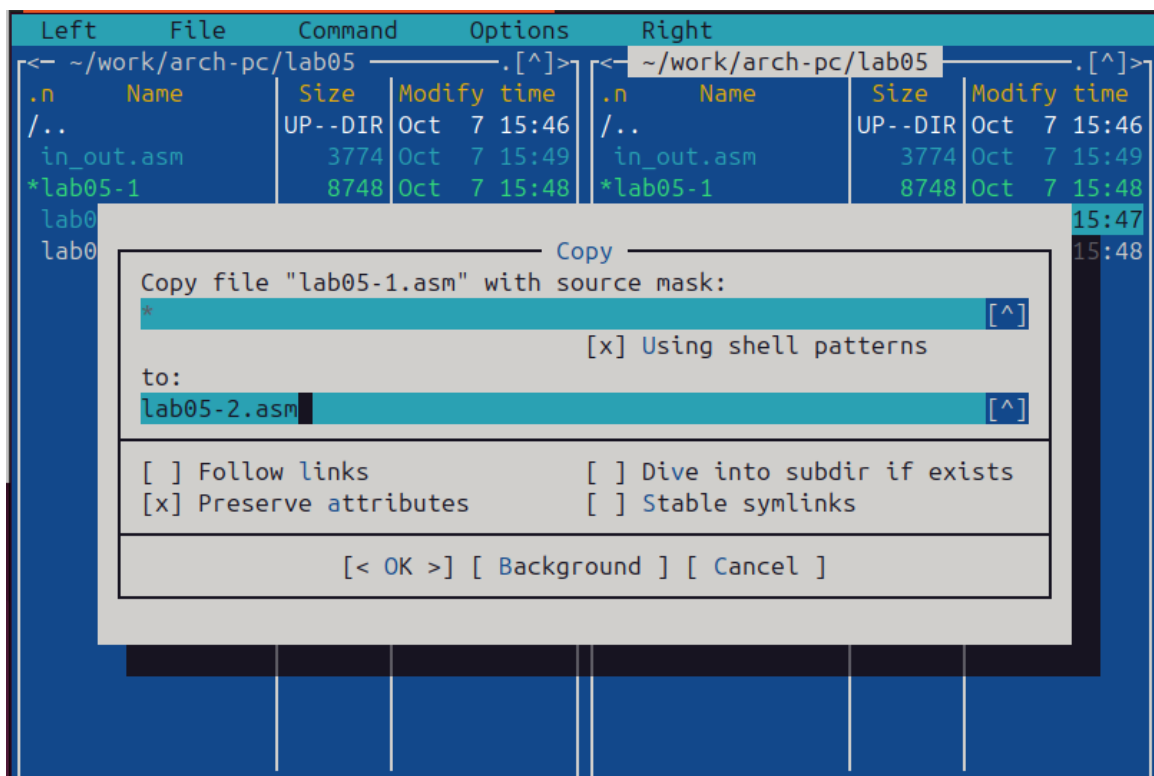 Left File Command Options Right
<─ ~/work/arch-pc/lab05 ─.[^]> <─ ~/work/arch-pc/lab05 ─.[^]>
.n Name Size Modify time .n Name Size Modify time
/.. UP--DIR Oct 7 15:46 /.. UP--DIR Oct 7 15:46
in_out.asm 3774 Oct 7 15:49 in_out.asm 3774 Oct 7 15:49
*lab05-1 8748 Oct 7 15:48 *lab05-1 8748 Oct 7 15:48
lab0 15:47
lab0 15:48
Copy
Copy file "lab05-1.asm" with source mask:
* [^]
[x] Using shell patterns
to:
lab05-2.asm [^]
[ ] Follow links [ ] Dive into subdir if exists
[x] Preserve attributes [ ] Stable symlinks
[< OK >] [ Background ] [ Cancel ]